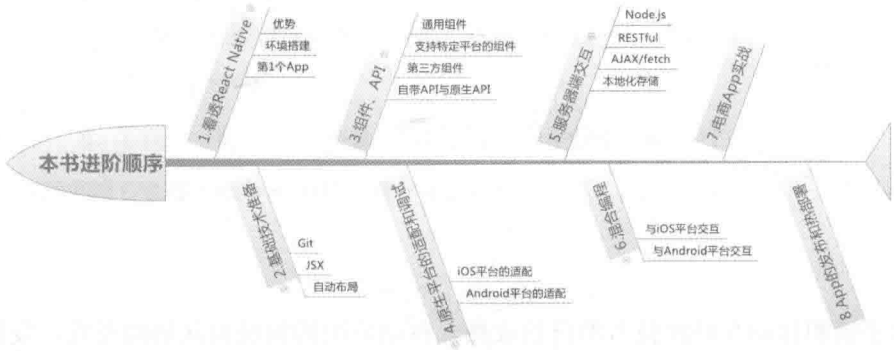 本书进阶顺序
1.看透React Native
优势
环境搭建
第1个App
2.基础技术准备
Git
JSX
自动布局
3.组件、API
通用组件
支持特定平台的组件
第三方组件
自带API与原生API
4.原生平台的适配和调试
iOS平台的适配
Android平台的适配
5.服务器端交互
Node.js
RESTful
AJAX/fetch
本地化存储
6.混合编程
与iOS平台交互
与Android平台交互
7.电商App实战
8.App的发布和热部署